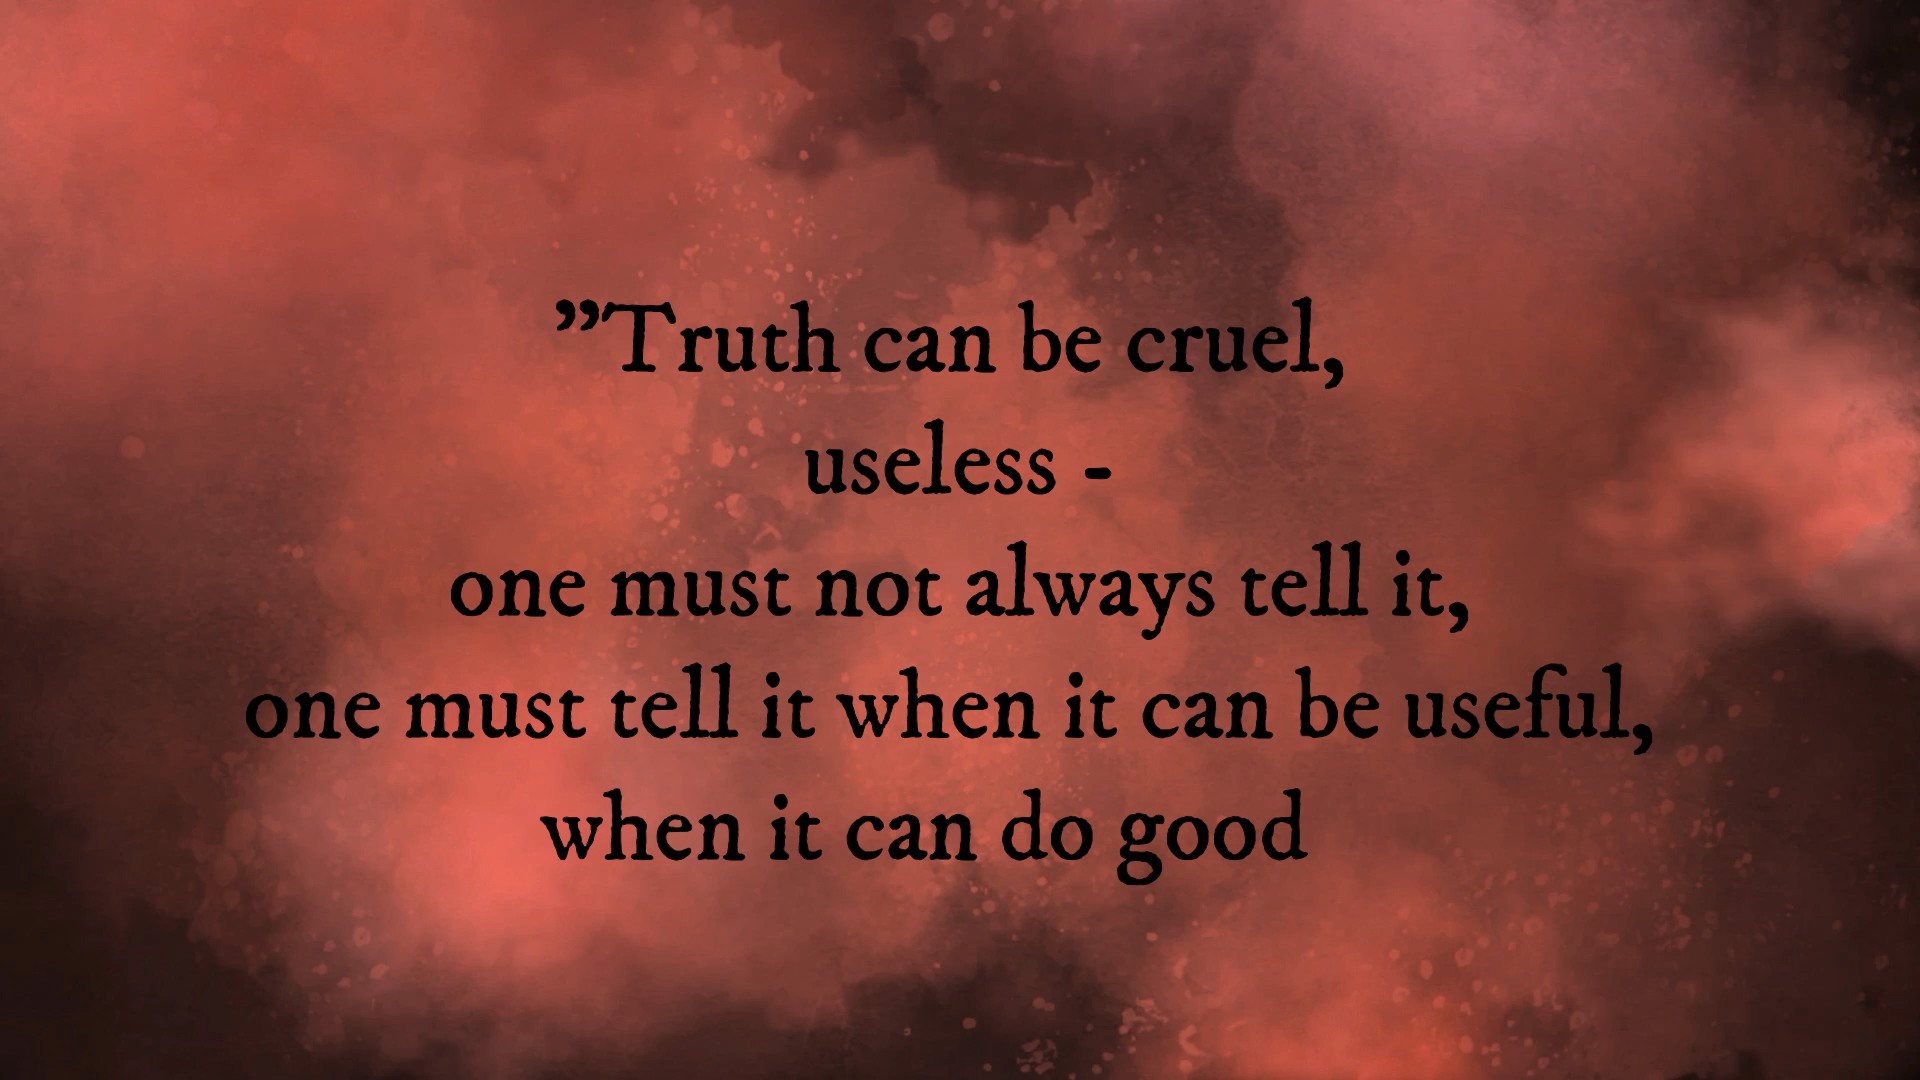 ”Truth can be cruel,
useless -
one must not always tell it,
one must tell it when it can be useful,
when it can do good